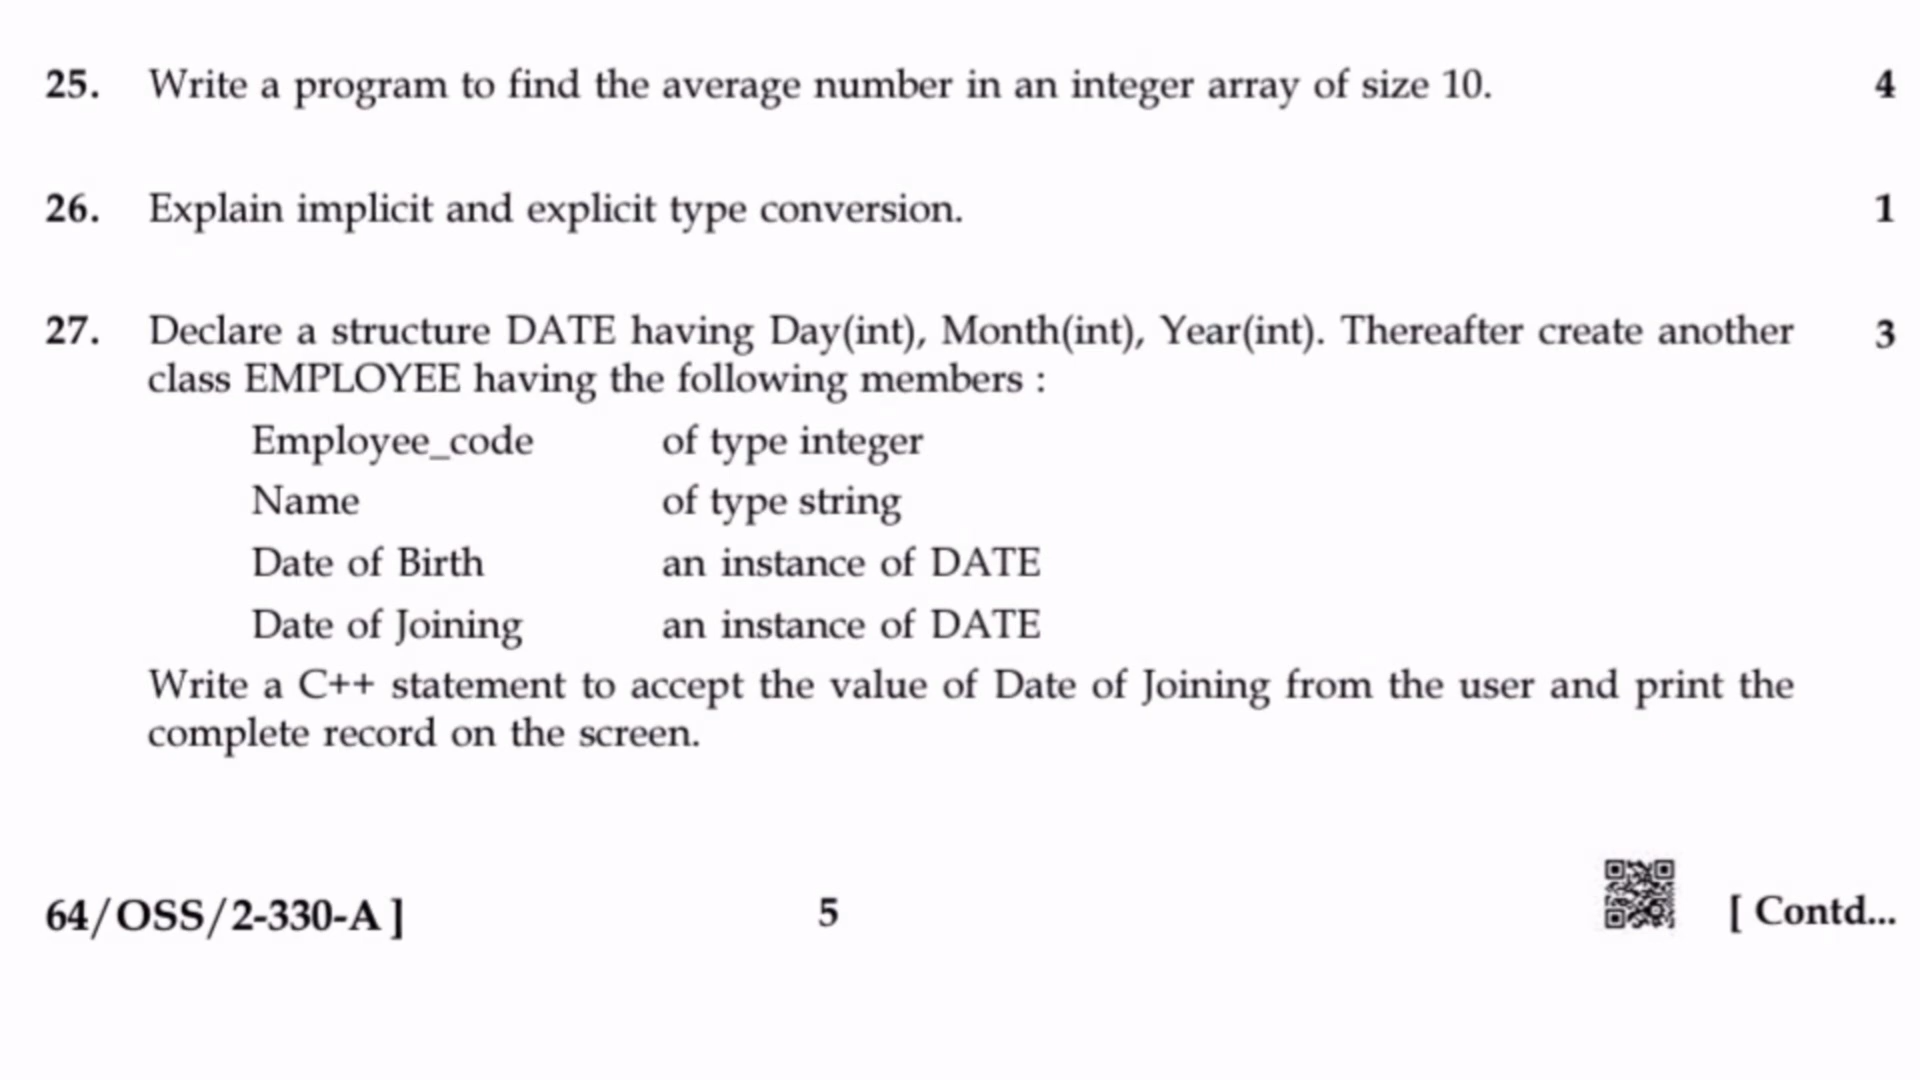 25. Write a program to find the average number in an integer array of size 10. 4
26. Explain implicit and explicit type conversion. 1
27. Declare a structure DATE having Day(int), Month(int), Year(int). Thereafter create another 3
class EMPLOYEE having the following members :
Employee_code of type integer
Name of type string
Date of Birth an instance of DATE
Date of Joining an instance of DATE
Write a C++ statement to accept the value of Date of Joining from the user and print the
complete record on the screen.
64/OSS/2-330-A ] 5 [ Contd...